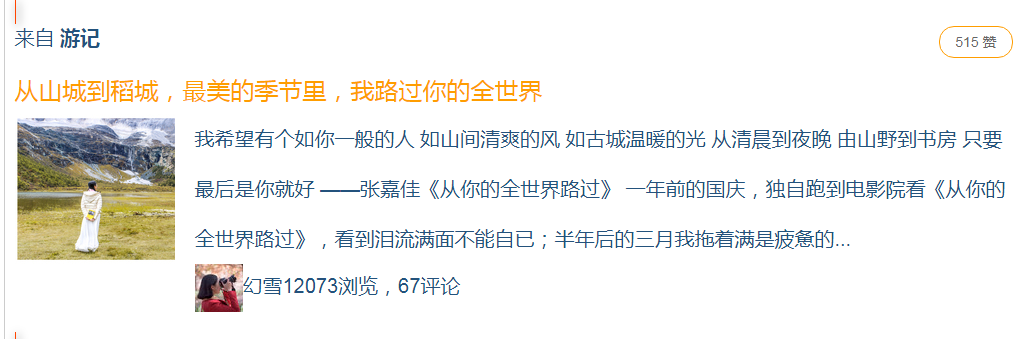 来自 游记
515 赞
从山城到稻城，最美的季节里，我路过你的全世界
我希望有个如你一般的人 如山间清爽的风 如古城温暖的光 从清晨到夜晚 由山野到书房 只要
最后是你就好 ——张嘉佳《从你的全世界路过》 一年前的国庆，独自跑到电影院看《从你的
全世界路过》，看到泪流满面不能自已；半年后的三月我拖着满是疲惫的...
幻雪12073浏览，67评论